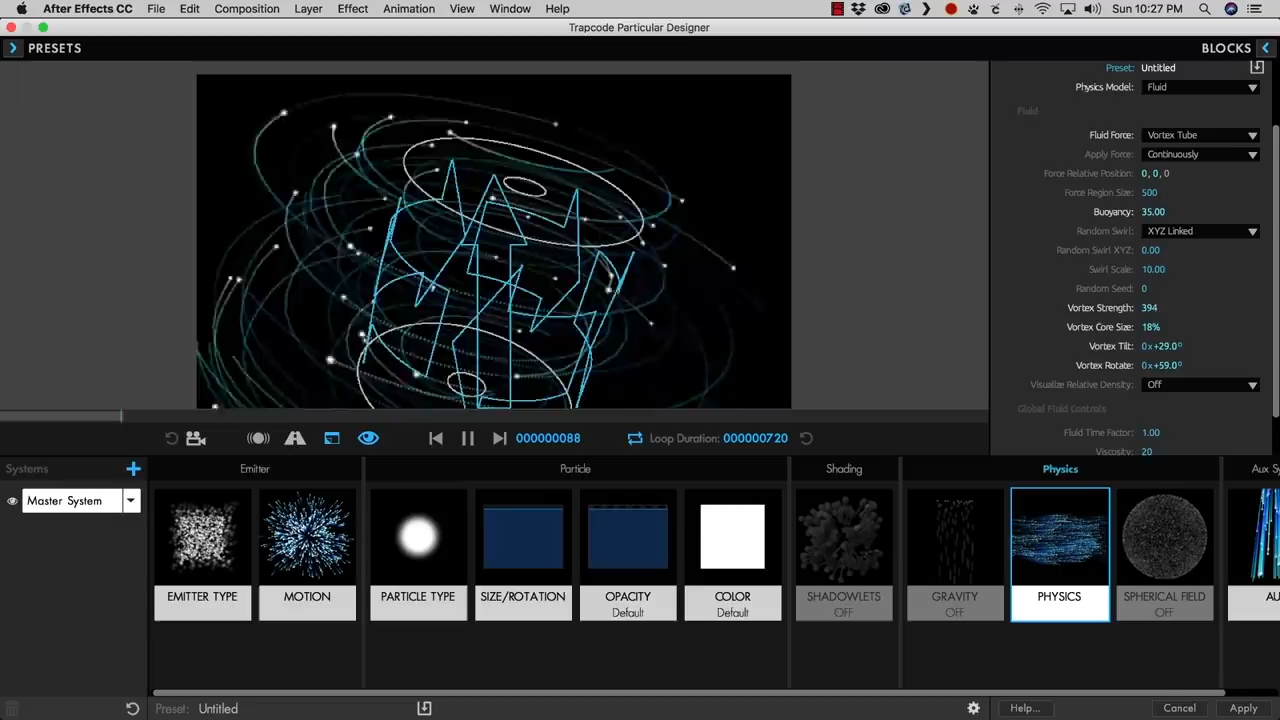 After Effects CC File Edit Composition Layer Effect Animation View Window Help Sun 10:27 PM
Trapcode Particular Designer
PRESETS BLOCKS
Preset: Untitled
Physics Model: Fluid
Fluid
Fluid Force: Vortex Tube
Apply Force: Continuously
Force Relative Position: 0, 0, 0
Force Region Size: 500
Buoyancy: 35.00
Random Swirl: XYZ Linked
Random Swirl XYZ: 0.00
Swirl Scale: 10.00
Random Seed: 0
Vortex Strength: 394
Vortex Core Size: 18%
Vortex Tilt: 0x+29.0°
Vortex Rotate: 0x+59.0°
Visualize Relative Density: Off
Global Fluid Controls
Fluid Time Factor: 1.00
Viscosity: 20
000000088 Loop Duration: 000000720
Systems Emitter Particle Shading Physics Aux Sy
Master System
EMITTER TYPE MOTION PARTICLE TYPE SIZE/ROTATION OPACITY COLOR SHADOWLETS GRAVITY PHYSICS SPHERICAL FIELD AU
Default Default OFF OFF OFF
Preset: Untitled Help... Cancel Apply